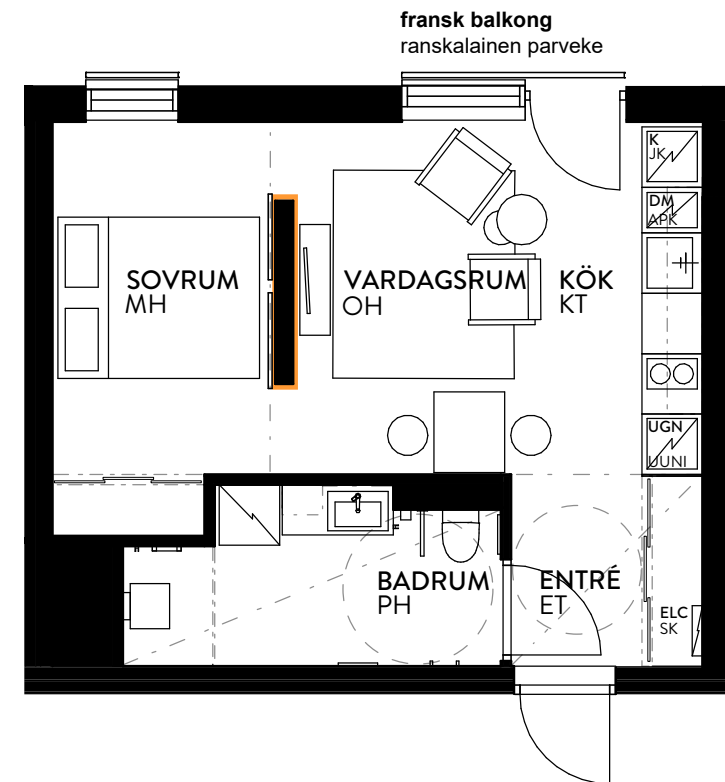 fransk balkong
ranskalainen parveke
K
JK
DM
APK
SOVRUM
MH
VARDAGSRUM
OH
KÖK
KT
UGN
UUNI
BADRUM
PH
ENTRÉ
ET
ELC
SK